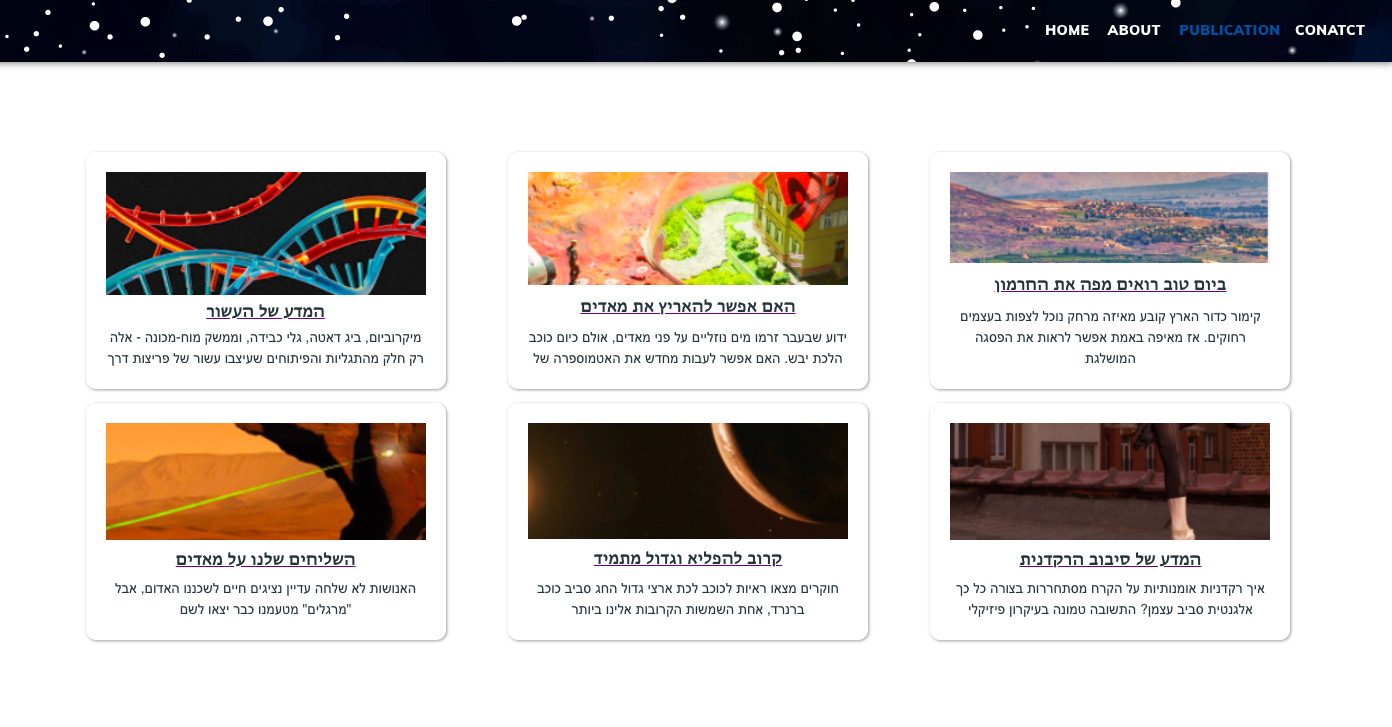 HOME ABOUT PUBLICATION CONATCT
ביום טוב רואים מפה את החרמון
קימור כדור הארץ קובע מאיזה מרחק נוכל לצפות בעצמים
רחוקים. אז מאיפה באמת אפשר לראות את הפסגה
המושלגת
האם אפשר להאריץ את מאדים
ידוע שבעבר זרמו מים נוזליים על פני מאדים, אולם כיום כוכב
הלכת יבש. האם אפשר לעבות מחדש את האטמוספרה של
המדע של העשור
מיקרוביום, ביג דאטה, גלי כבידה, וממשק מוח-מכונה - אלה
רק חלק מהתגליות והפיתוחים שעיצבו עשור של פריצות דרך
המדע של סיבוב הרקדנית
איך רקדניות אומנותיות על הקרח מסתחררות בצורה כל כך
אלגנטית סביב עצמן? התשובה טמונה בעיקרון פיזיקלי
קרוב להפליא וגדול מתמיד
חוקרים מצאו ראיות לכוכב לכת ארצי גדול החג סביב כוכב
ברנרד, אחת השמשות הקרובות אלינו ביותר
השליחים שלנו על מאדים
האנושות לא שלחה עדיין נציגים חיים לשכננו האדום, אבל
"מרגלים" מטעמנו כבר יצאו לשם